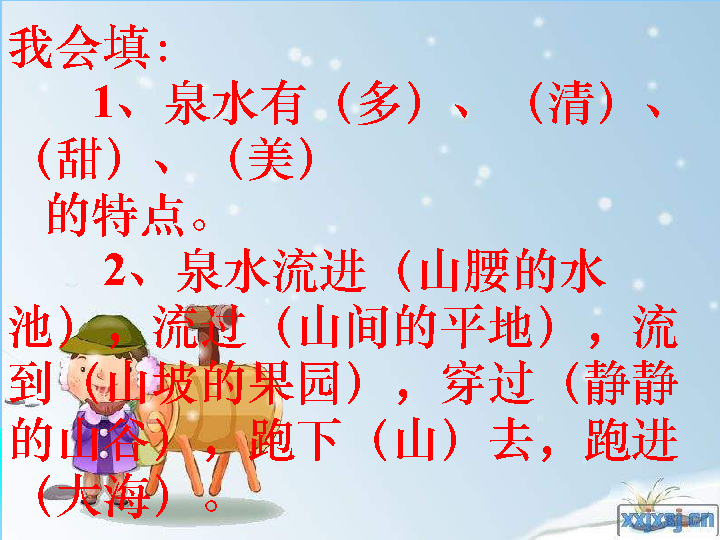 我会填：
1、泉水有（多）、（清）、
（甜）、（美）
的特点。
2、泉水流进（山腰的水
池），流过（山间的平地），流
到（山坡的果园），穿过（静静
的山谷），跑下（山）去，跑进
（大海）。
xxjxsj.cn